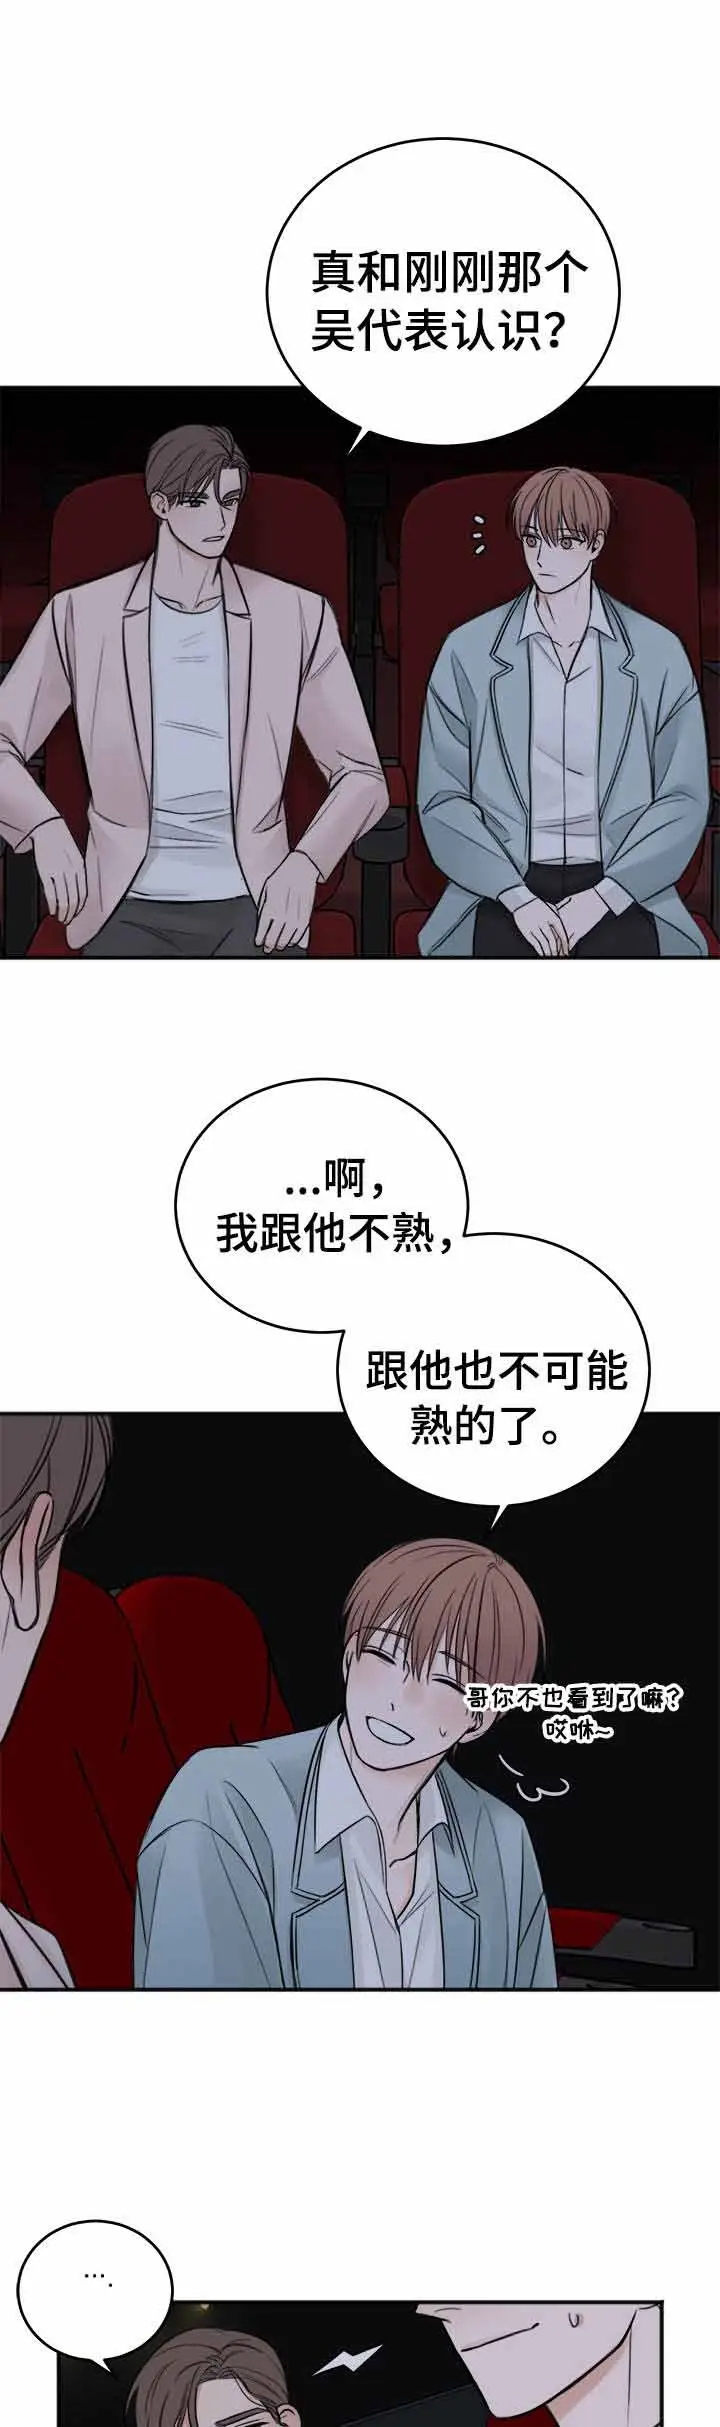 真和刚刚那个
吴代表认识？
...啊，
我跟他不熟，
跟他也不可能
熟的了。
哥你不也看到了嘛？
哎咻~
....